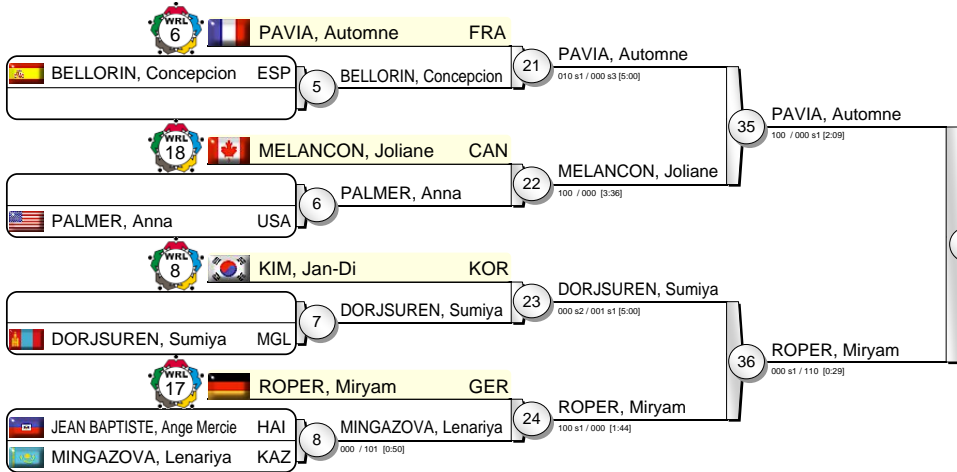 WRL
6
PAVIA, Automne FRA
BELLORIN, Concepcion ESP
5
BELLORIN, Concepcion
21
PAVIA, Automne
010 s1 / 000 s3 [5:00]
WRL
18
MELANCON, Joliane CAN
PALMER, Anna USA
6
PALMER, Anna
22
MELANCON, Joliane
100 / 000 [3:36]
35
PAVIA, Automne
100 / 000 s1 [2:09]
WRL
8
KIM, Jan-Di KOR
DORJSUREN, Sumiya MGL
7
DORJSUREN, Sumiya
23
DORJSUREN, Sumiya
000 s2 / 001 s1 [5:00]
WRL
17
ROPER, Miryam GER
JEAN BAPTISTE, Ange Mercie HAI
MINGAZOVA, Lenariya KAZ
8
MINGAZOVA, Lenariya
000 / 101 [0:50]
24
ROPER, Miryam
100 s1 / 000 [1:44]
36
ROPER, Miryam
000 s1 / 110 [0:29]